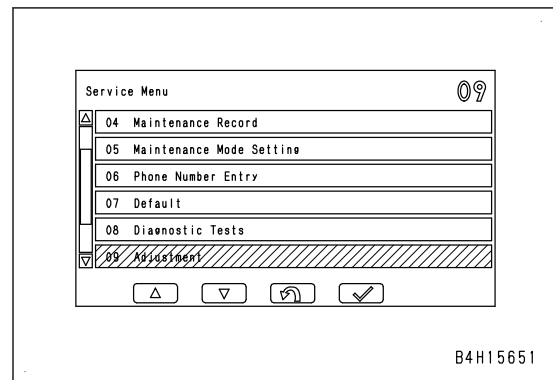 Service Menu 09
04 Maintenance Record
05 Maintenance Mode Setting
06 Phone Number Entry
07 Default
08 Diagnostic Tests
09 Adjustment
B4H15651